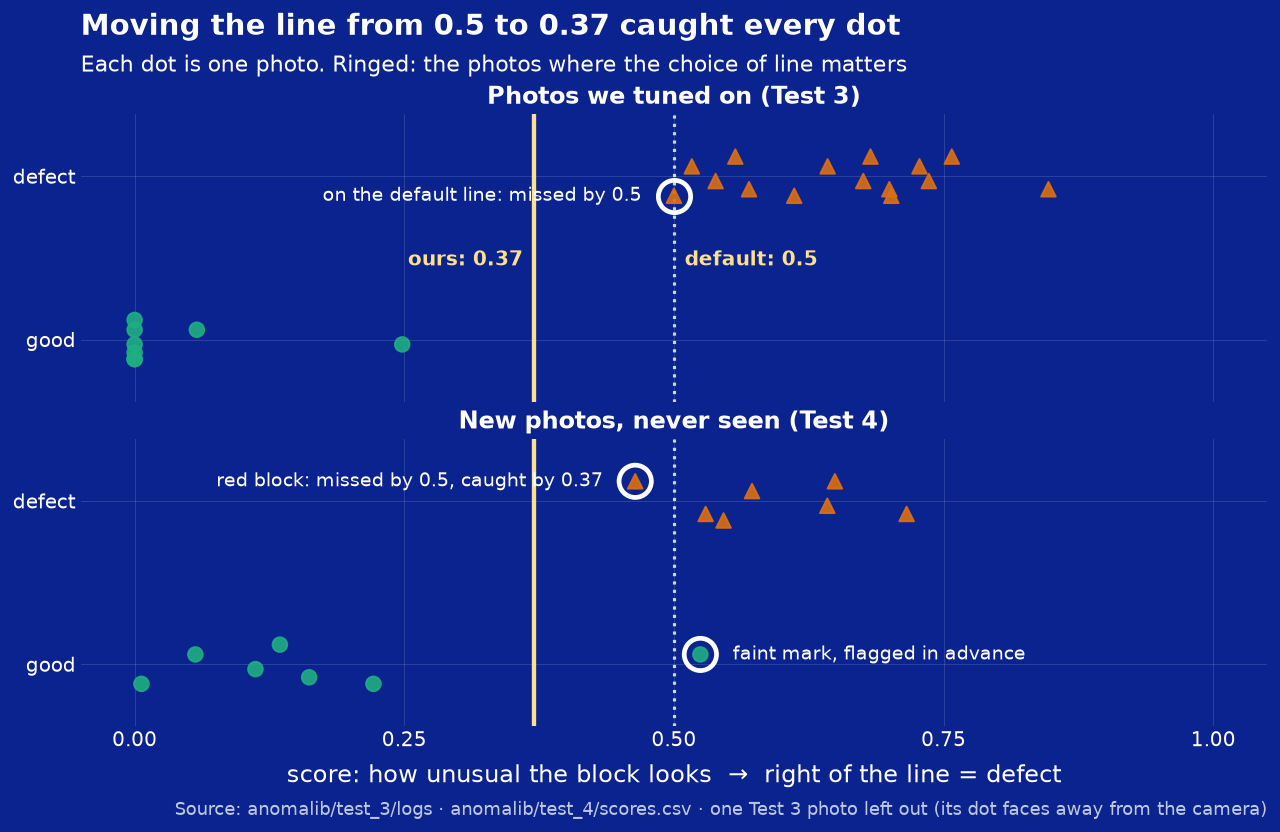 Moving the line from 0.5 to 0.37 caught every dot
Each dot is one photo. Ringed: the photos where the choice of line matters
Photos we tuned on (Test 3)
defect
on the default line: missed by 0.5
ours: 0.37
default: 0.5
good
New photos, never seen (Test 4)
red block: missed by 0.5, caught by 0.37
defect
good
faint mark, flagged in advance
0.00 0.25 0.50 0.75 1.00
score: how unusual the block looks → right of the line = defect
Source: anomalib/test_3/logs · anomalib/test_4/scores.csv · one Test 3 photo left out (its dot faces away from the camera)